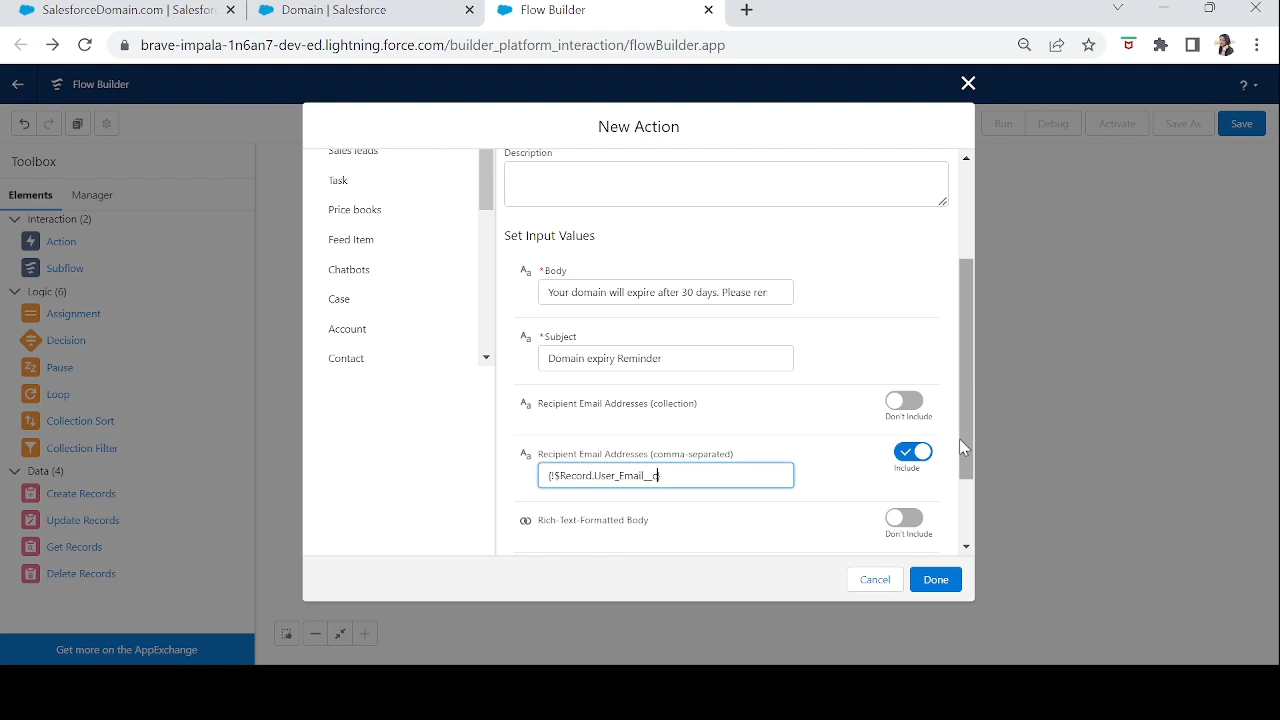 SalesforceDomain.com | Salesforc
Domain | Salesforce
Flow Builder
brave-impala-1n6an7-dev-ed.lightning.force.com/builder_platform_interaction/flowBuilder.app
Flow Builder
?
New Action
Run
Debug
Activate
Save As
Save
Toolbox
Elements
Manager
Interaction (2)
Action
Subflow
Logic (6)
Assignment
Decision
Pause
Loop
Collection Sort
Collection Filter
Data (4)
Create Records
Update Records
Get Records
Delete Records
Get more on the AppExchange
Sales leads
Task
Price books
Feed Item
Chatbots
Case
Account
Contact
Description
Set Input Values
Aa *Body
Your domain will expire after 30 days. Please rer
Aa *Subject
Domain expiry Reminder
Aa Recipient Email Addresses (collection)
Don't Include
Aa Recipient Email Addresses (comma-separated)
{!$Record.User_Email__c}
Include
Rich-Text-Formatted Body
Don't Include
Cancel
Done